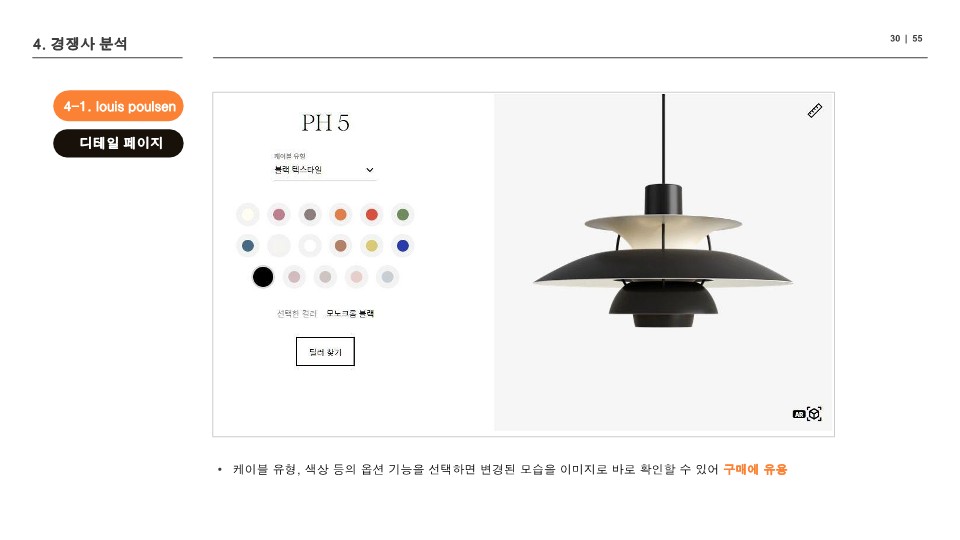 4. 경쟁사 분석
30 | 55
4-1. louis poulsen
디테일 페이지
PH 5
케이블 유형
블랙 텍스타일
선택한 컬러 모노크롬 블랙
딜러 찾기
AR
• 케이블 유형, 색상 등의 옵션 기능을 선택하면 변경된 모습을 이미지로 바로 확인할 수 있어 구매에 유용